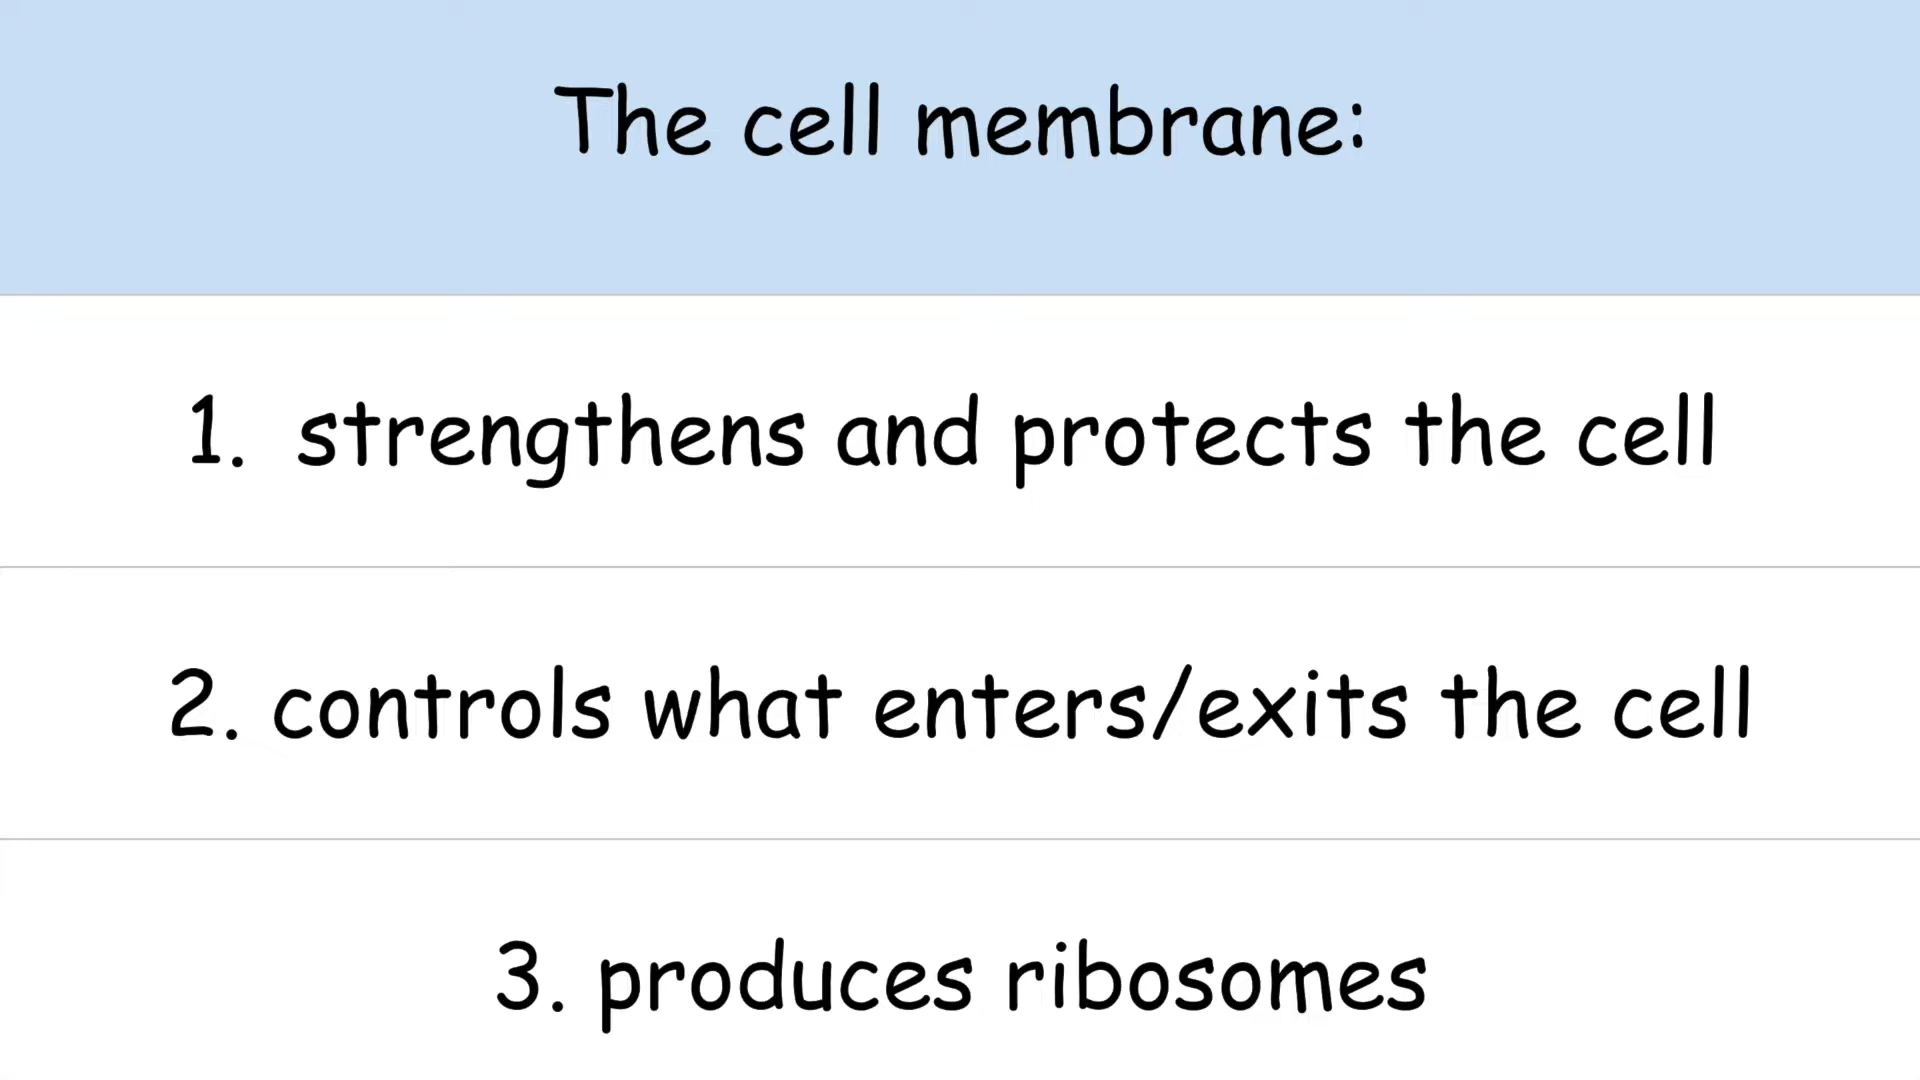 The cell membrane:
1. strengthens and protects the cell
2. controls what enters/exits the cell
3. produces ribosomes